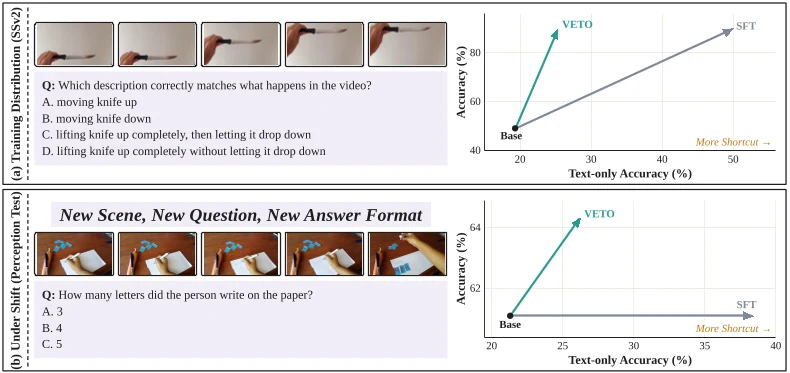 (a) Training Distribution (SSv2)
Q: Which description correctly matches what happens in the video?
A. moving knife up
B. moving knife down
C. lifting knife up completely, then letting it drop down
D. lifting knife up completely without letting it drop down
Accuracy (%)
80
60
40
VETO
SFT
Base
More Shortcut →
20
30
40
50
Text-only Accuracy (%)
(b) Under Shift (Perception Test)
New Scene, New Question, New Answer Format
Q: How many letters did the person write on the paper?
A. 3
B. 4
C. 5
Accuracy (%)
64
62
VETO
SFT
Base
More Shortcut →
20
25
30
35
40
Text-only Accuracy (%)